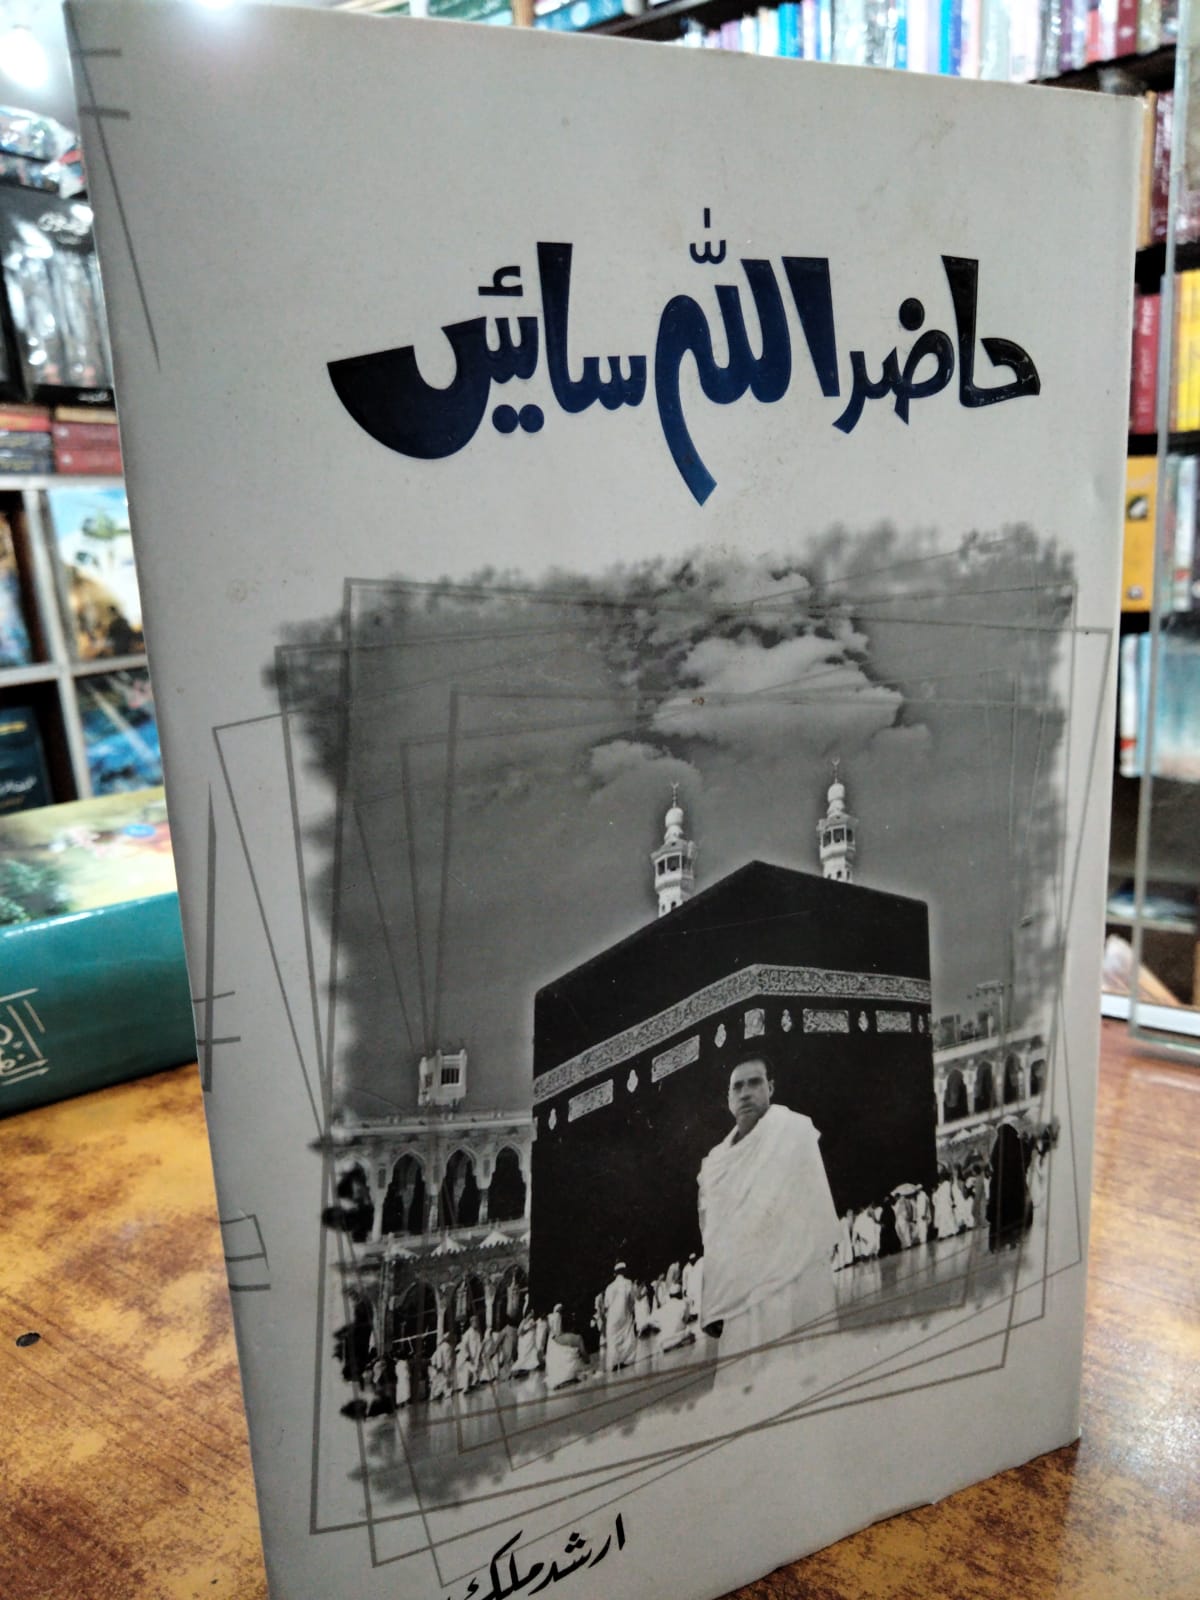 حاضر اللہ سائیں
ارشد ملک